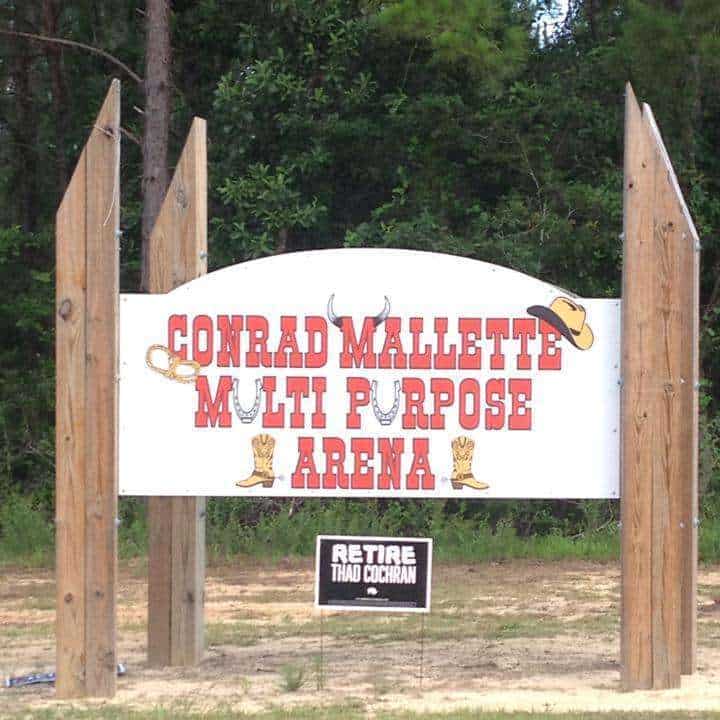 CONRAD MALLETTE
MULTI PURPOSE
ARENA
RETIRE
THAD COCHRAN